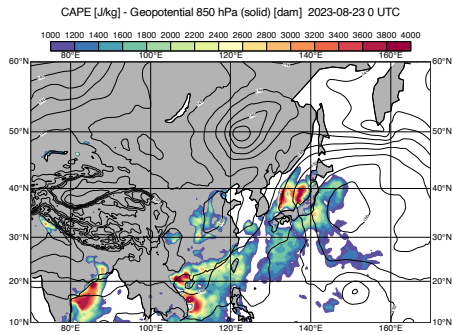 CAPE [J/kg] - Geopotential 850 hPa (solid) [dam]  2023-08-23 0 UTC
1000 1200 1400 1600 1800 2000 2200 2400 2600 2800 3000 3200 3400 3600 3800 4000
80°E 100°E 120°E 140°E 160°E
60°N 60°N
50°N 50°N
40°N 40°N
30°N 30°N
20°N 20°N
10°N 10°N
80°E 100°E 120°E 140°E 160°E